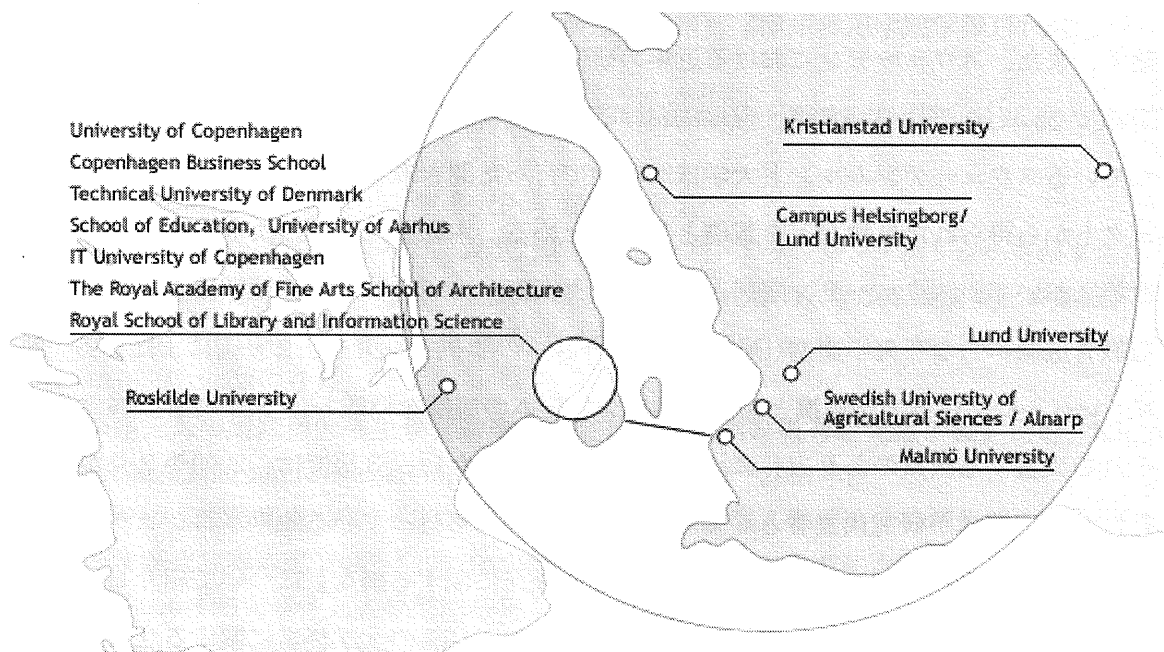 University of Copenhagen
Copenhagen Business School
Technical University of Denmark
School of Education, University of Aarhus
IT University of Copenhagen
The Royal Academy of Fine Arts School of Architecture
Royal School of Library and Information Science
Roskilde University
Kristianstad University
Campus Helsingborg/
Lund University
Lund University
Swedish University of
Agricultural Siences / Alnarp
Malmö University